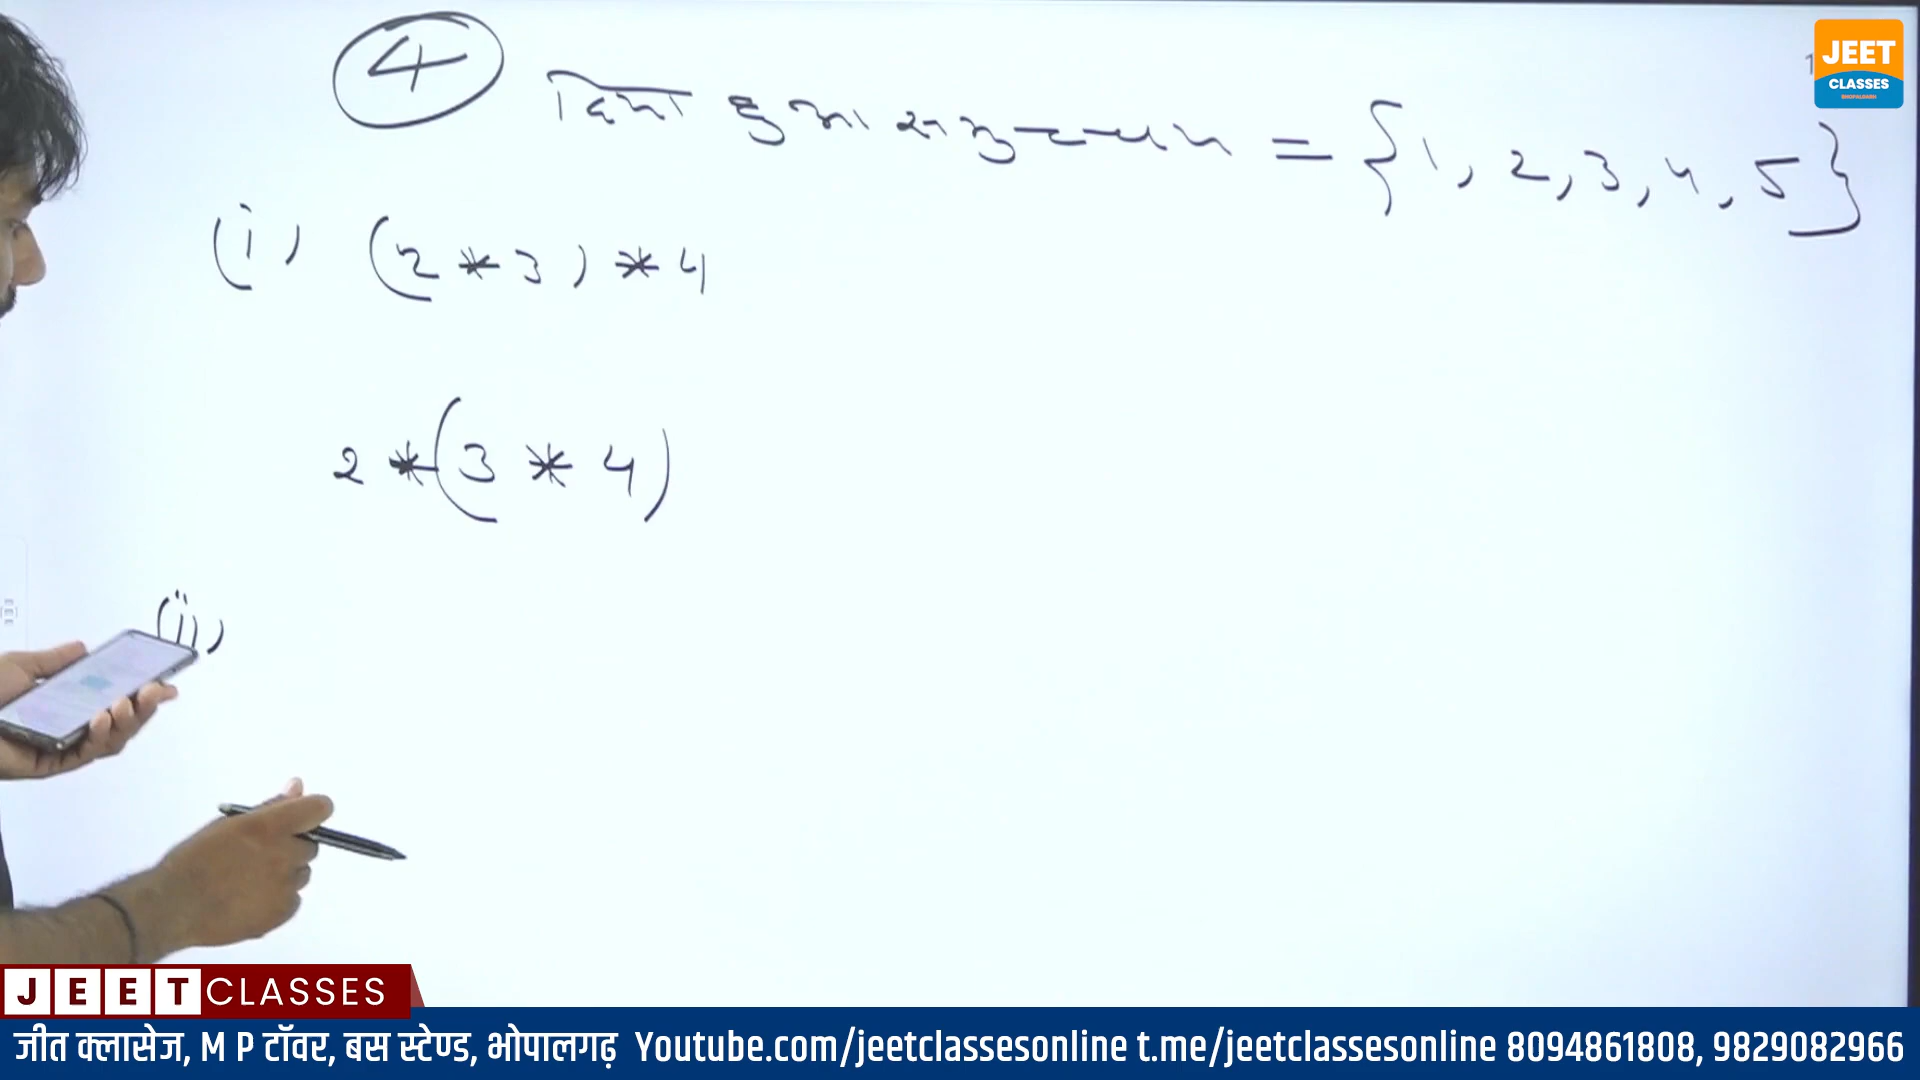 4 दिया हुआ समुच्चय = {1, 2, 3, 4, 5}
JEET
CLASSES
(i) (2 * 3) * 4
2 * (3 * 4)
(ii)
JEET CLASSES
जीत क्लासेज, M P टॉवर, बस स्टेण्ड, भोपालगढ़ Youtube.com/jeetclassesonline t.me/jeetclassesonline 8094861808, 9829082966